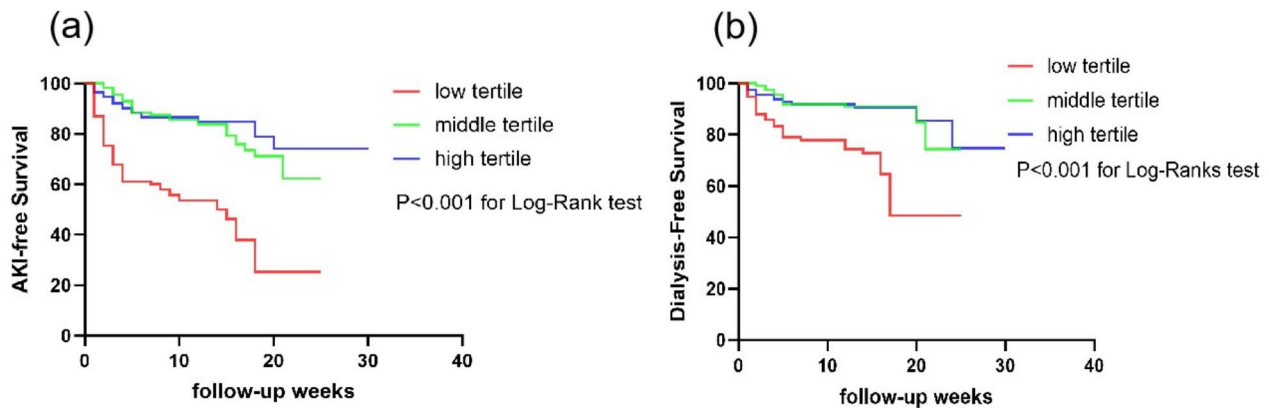 (a)
AKI-free Survival
100
80
60
40
20
0
0 10 20 30 40
follow-up weeks
low tertile
middle tertile
high tertile
P<0.001 for Log-Rank test
(b)
Dialysis-Free Survival
100
80
60
40
20
0
0 10 20 30 40
follow-up weeks
low tertile
middle tertile
high tertile
P<0.001 for Log-Ranks test